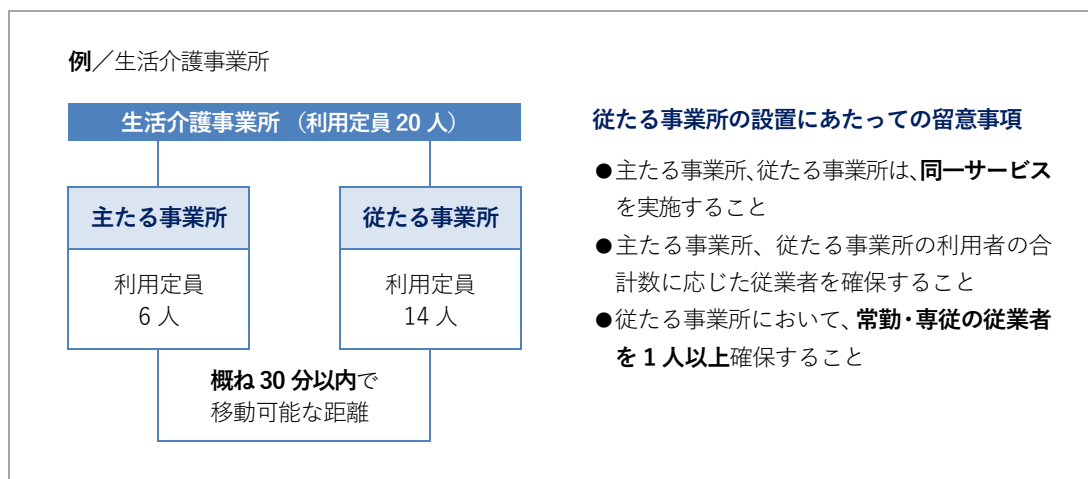 例／生活介護事業所
生活介護事業所 （利用定員 20 人）
主たる事業所
利用定員
6 人
従たる事業所
利用定員
14 人
概ね 30 分以内で
移動可能な距離
従たる事業所の設置にあたっての留意事項
●主たる事業所、従たる事業所は、同一サービス
を実施すること
●主たる事業所、従たる事業所の利用者の合
計数に応じた従業者を確保すること
●従たる事業所において、常勤・専従の従業者
を 1 人以上確保すること